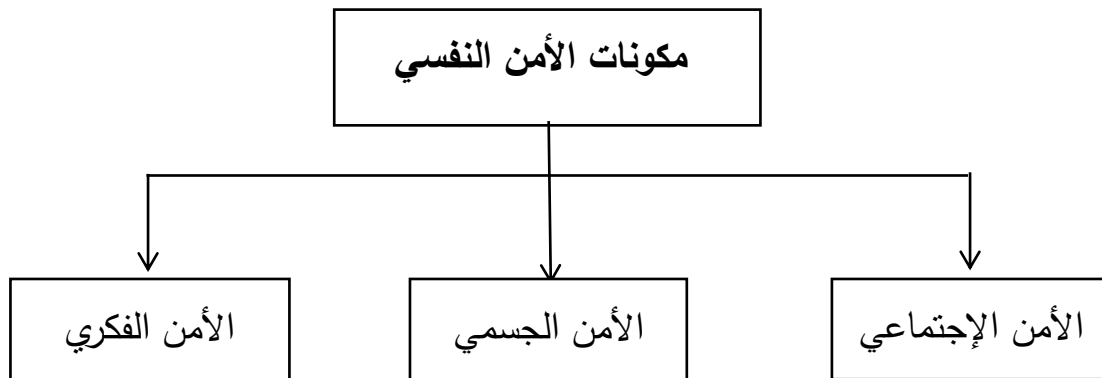 مكونات الأمن النفسي
الأمن الإجتماعي
الأمن الجسمي
الأمن الفكري